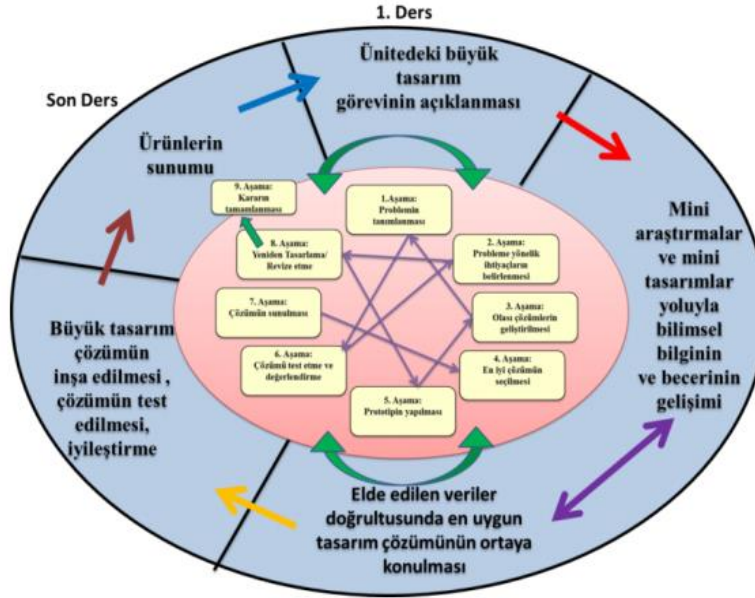 1. Ders
Son Ders
Ünitedeki büyük
tasarım
görevinin açıklanması
Ürünlerin
sunumu
9. Aşama:
Kararın
tamamlanması
1.Aşama:
Problemin
tanımlanması
8. Aşama:
Yeniden Tasarlama/
Revize etme
2. Aşama:
Probleme yönelik
ihtiyaçların
belirlenmesi
7. Aşama:
Çözümün sunulması
3. Aşama:
Olası çözümlerin
geliştirilmesi
6. Aşama:
Çözümü test etme ve
değerlendirme
4. Aşama:
En iyi çözümün
seçilmesi
5. Aşama:
Prototipin yapılması
Mini
araştırmalar
ve mini
tasarımlar
yoluyla
bilimsel
bilginin
ve becerinin
gelişimi
Büyük tasarım
çözümün
inşa edilmesi ,
çözümün test
edilmesi,
iyileştirme
Elde edilen veriler
doğrultusunda en uygun
tasarım çözümünün ortaya
konulması